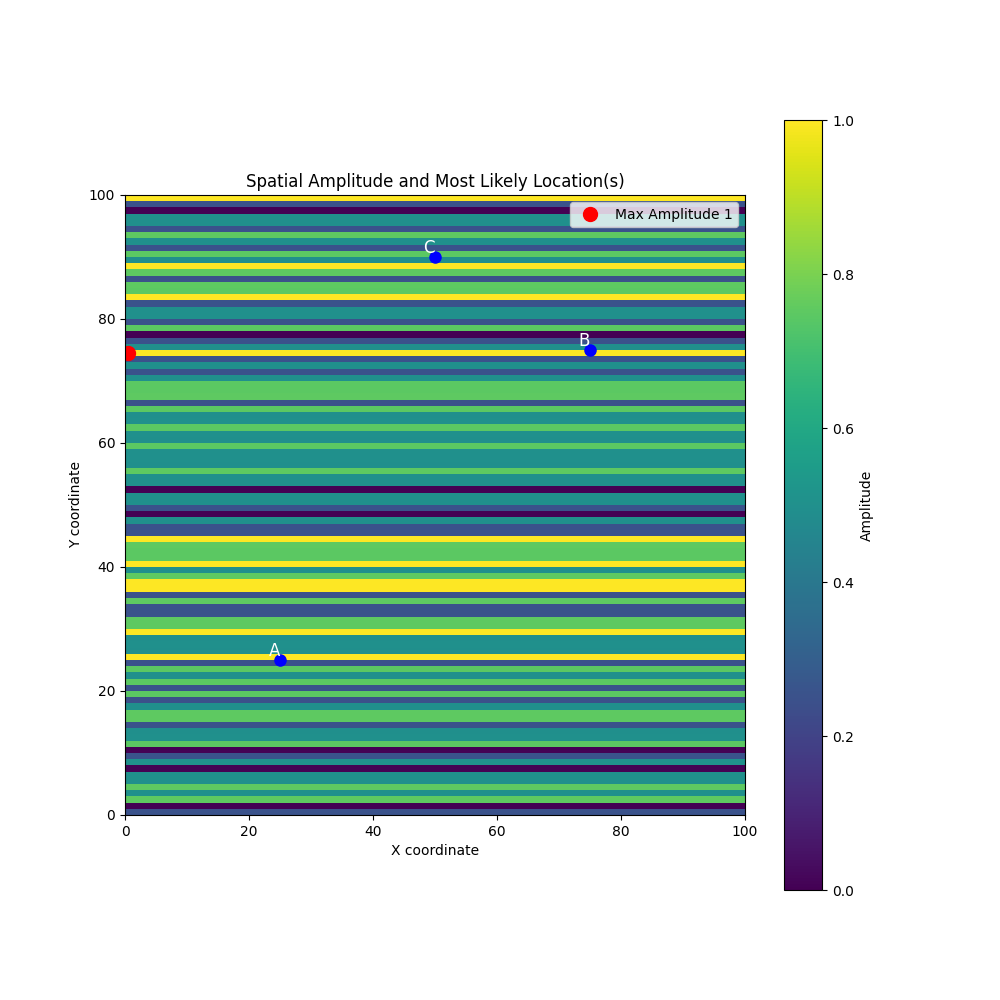 Spatial Amplitude and Most Likely Location(s)
Max Amplitude 1
C
B
A
100
80
60
40
20
0
Y coordinate
0 20 40 60 80 100
X coordinate
1.0
0.8
0.6
0.4
0.2
0.0
Amplitude